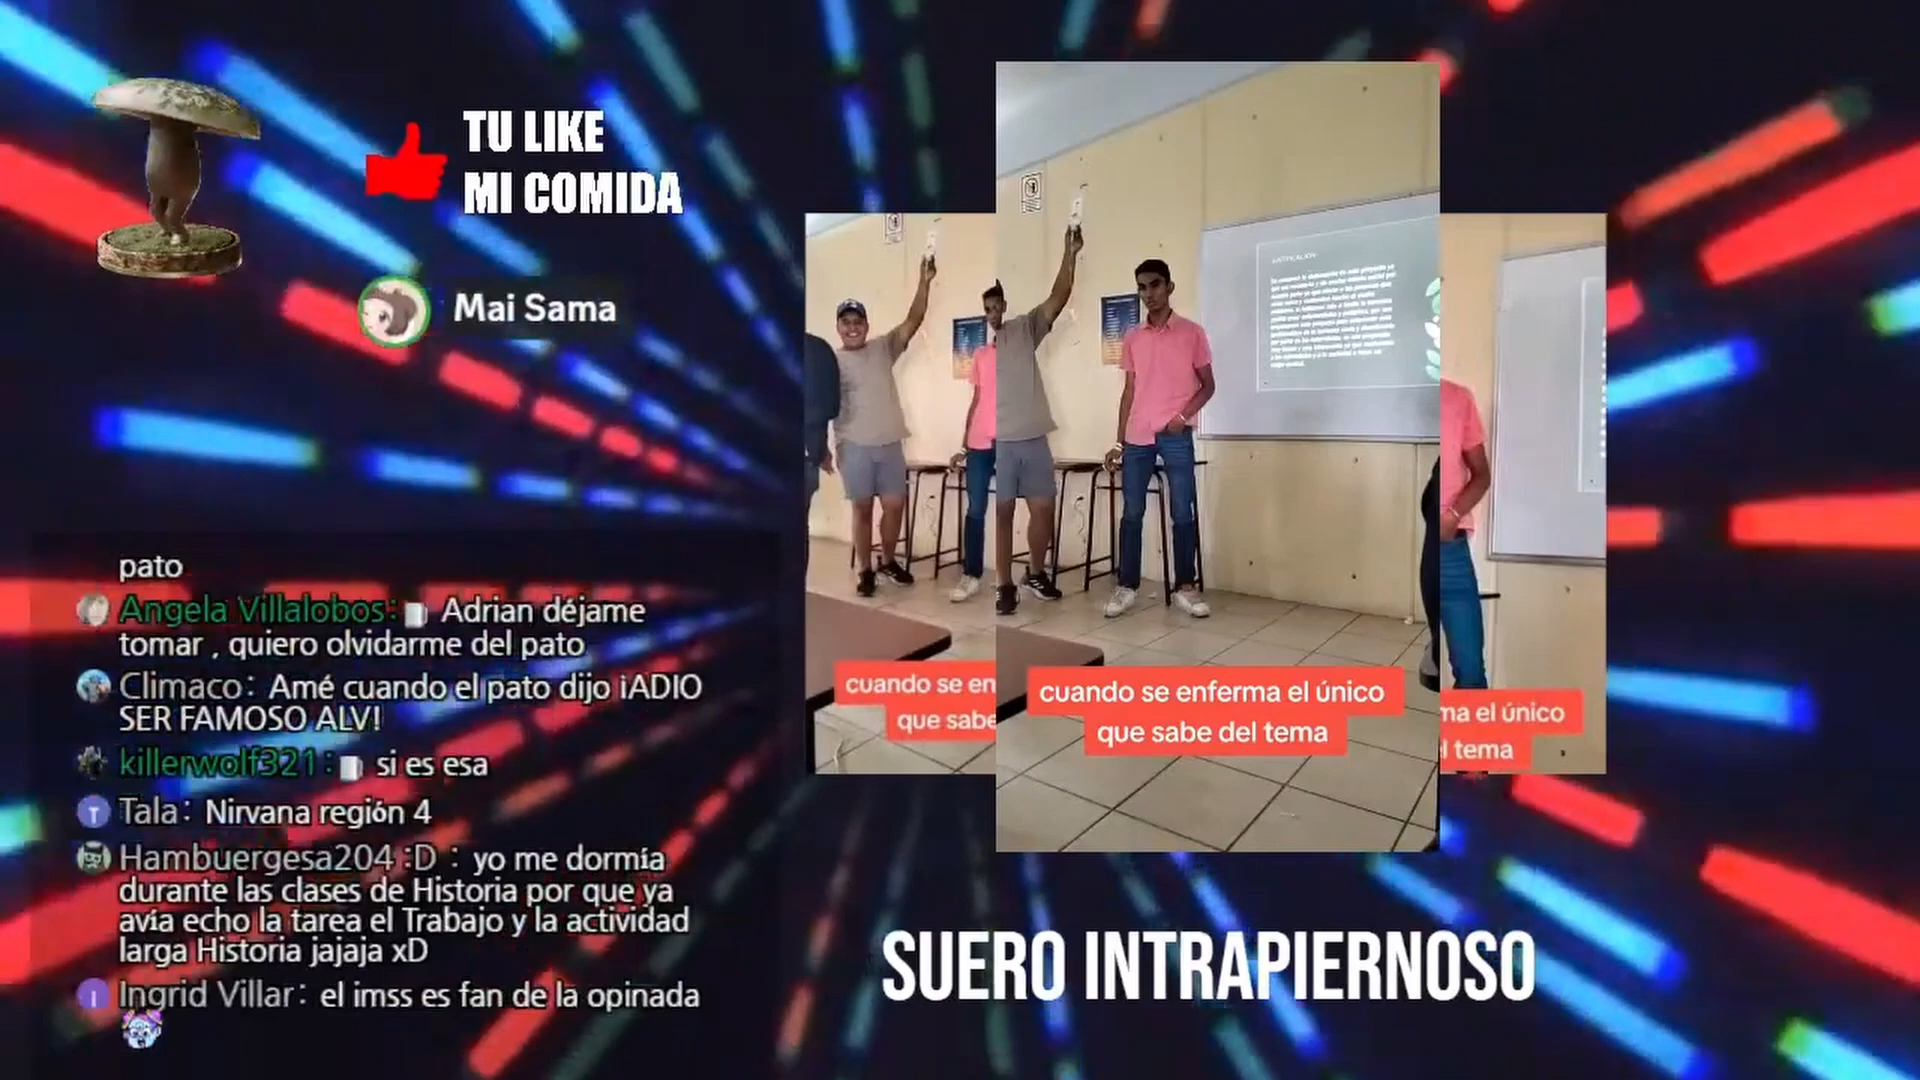 TU LIKE
MI COMIDA
Mai Sama
pato
Angela Villalobos: Adrian déjame
tomar , quiero olvidarme del pato
Climaco: Amé cuando el pato dijo ¡ADIO
SER FAMOSO ALV!
killerwolf321: si es esa
Tala: Nirvana región 4
Hambuergesa204 :D : yo me dormía
durante las clases de Historia por que ya
avía echo la tarea el Trabajo y la actividad
larga Historia jajaja xD
Ingrid Villar: el imss es fan de la opinada
cuando se en
que sabe
cuando se enferma el único
que sabe del tema
ma el único
l tema
SUERO INTRAPIERNOSO